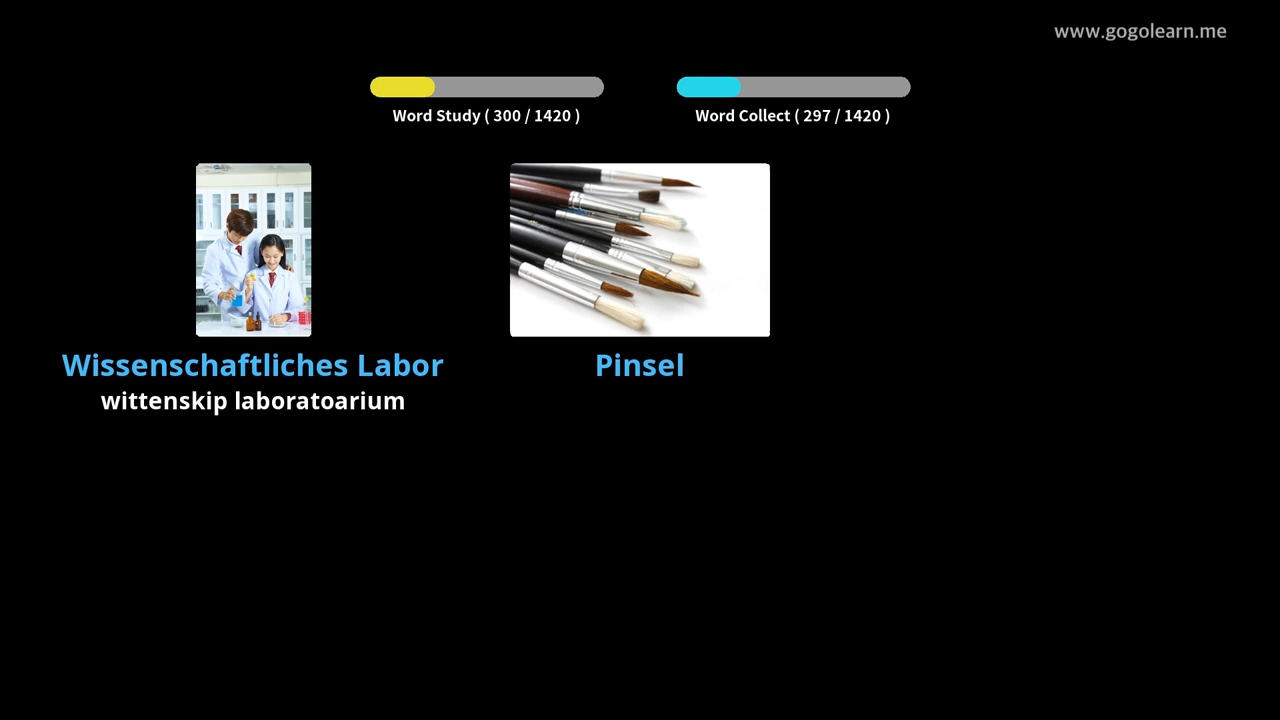 www.gogolearn.me
Word Study ( 300 / 1420 )
Word Collect ( 297 / 1420 )
Wissenschaftliches Labor
wittenskip laboratoarium
Pinsel